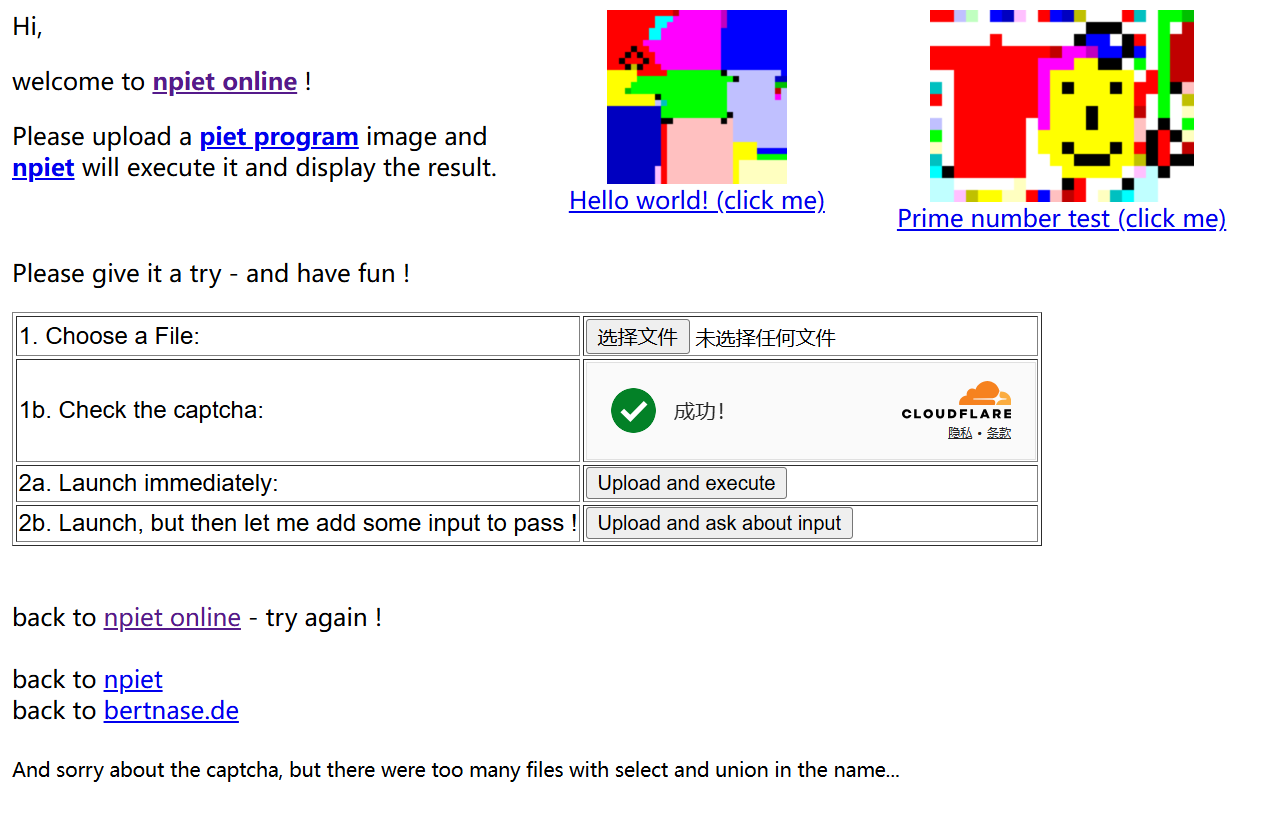 Hi,
welcome to npiet online !
Please upload a piet program image and
npiet will execute it and display the result.
Hello world! (click me)
Prime number test (click me)
Please give it a try - and have fun !
1. Choose a File:
选择文件 未选择任何文件
1b. Check the captcha:
成功!
CLOUDFLARE
隐私 • 条款
2a. Launch immediately:
Upload and execute
2b. Launch, but then let me add some input to pass !
Upload and ask about input
back to npiet online - try again !
back to npiet
back to bertnase.de
And sorry about the captcha, but there were too many files with select and union in the name...